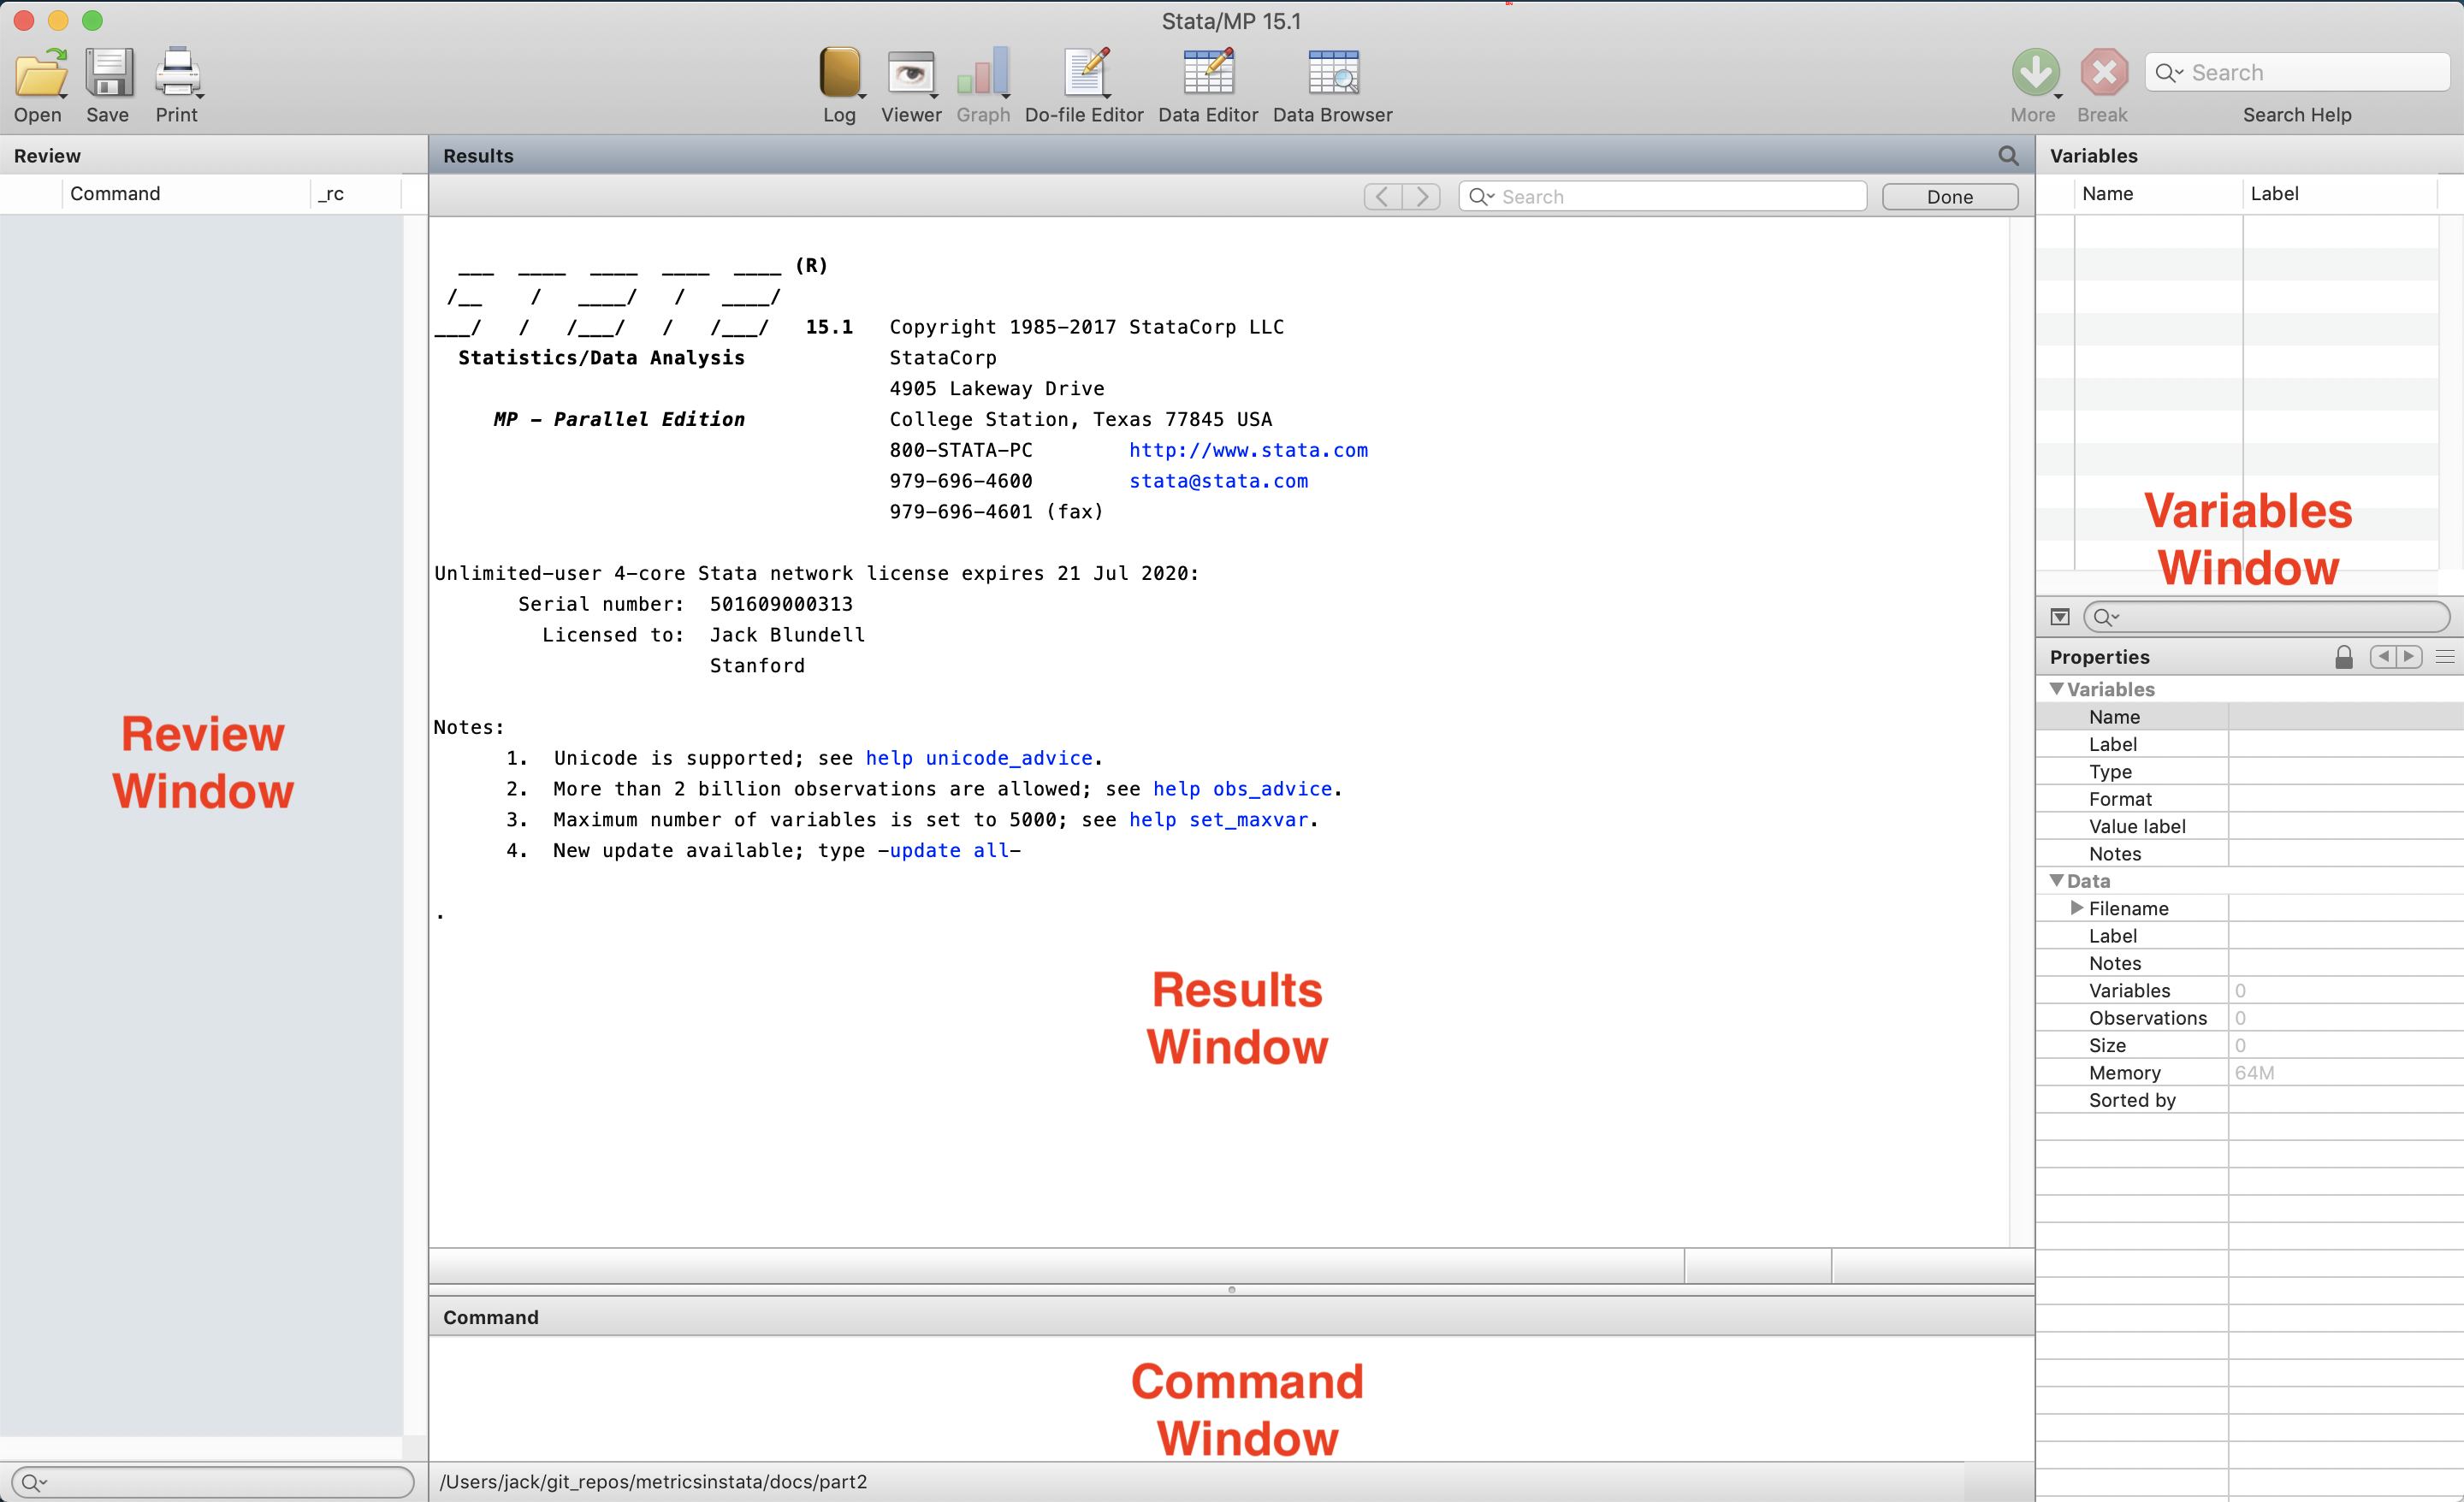 Stata/MP 15.1
Open Save Print Log Viewer Graph Do-file Editor Data Editor Data Browser More Break Search
Search Help
Review
Command _rc
Review
Window
Results
Search Done
___ ____ ____ ____ ____ (R)
/__ / ____/ / ____/
___/ / /___/ / /___/ 15.1 Copyright 1985-2017 StataCorp LLC
Statistics/Data Analysis StataCorp
4905 Lakeway Drive
MP - Parallel Edition College Station, Texas 77845 USA
800-STATA-PC http://www.stata.com
979-696-4600 stata@stata.com
979-696-4601 (fax)
Unlimited-user 4-core Stata network license expires 21 Jul 2020:
Serial number: 501609000313
Licensed to: Jack Blundell
Stanford
Notes:
1. Unicode is supported; see help unicode_advice.
2. More than 2 billion observations are allowed; see help obs_advice.
3. Maximum number of variables is set to 5000; see help set_maxvar.
4. New update available; type -update all-
.
Results
Window
Command
Command
Window
/Users/jack/git_repos/metricsinstata/docs/part2
Variables
Name Label
Variables
Window
Properties
Variables
Name
Label
Type
Format
Value label
Notes
Data
Filename
Label
Notes
Variables 0
Observations 0
Size 0
Memory 64M
Sorted by